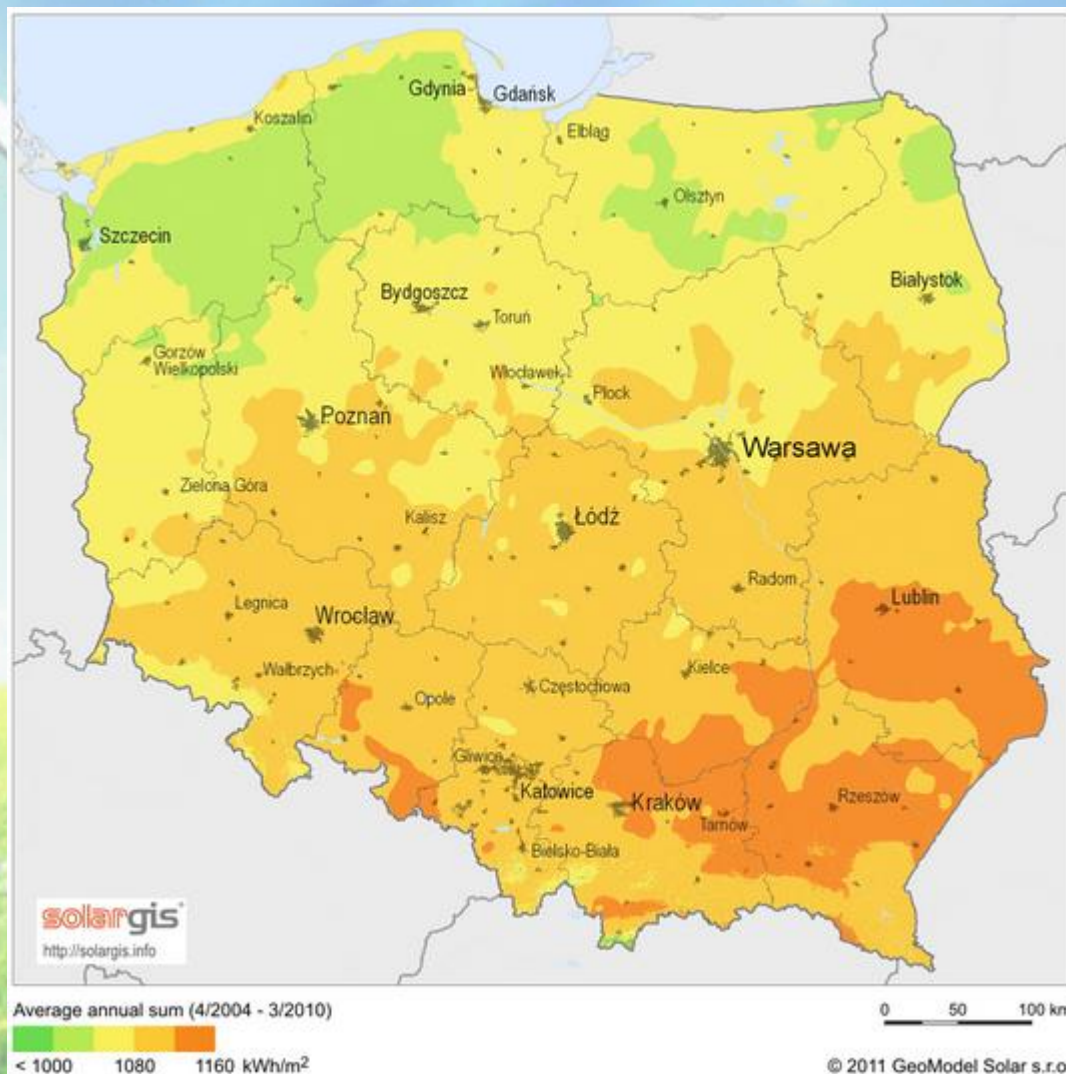 Gdynia
Gdańsk
Koszalin
Elbląg
Olsztyn
Szczecin
Białystok
Bydgoszcz
Toruń
Gorzów
Wielkopolski
Włocławek
Płock
Poznań
Warsawa
Zielona Góra
Kalisz
Łódź
Radom
Legnica
Wrocław
Lublin
Wałbrzych
Opole
Częstochowa
Kielce
Gliwice
Katowice
Kraków
Tarnów
Rzeszów
Bielsko-Biała
solargis
http://solargis.info
Average annual sum (4/2004 - 3/2010)
< 1000 1080 1160 kWh/m²
0 50 100 km
© 2011 GeoModel Solar s.r.o